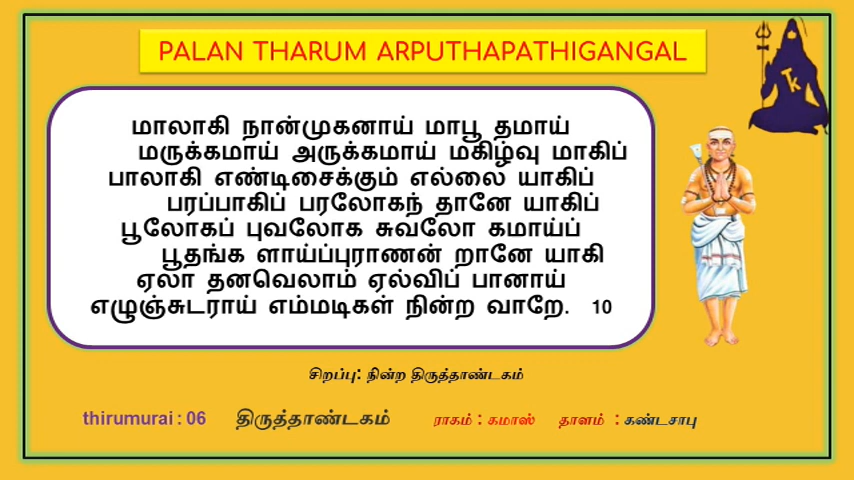 PALAN THARUM ARPUTHAPATHIGANGAL
TK
மாலாகி நான்முகனாய் மாபூ தமாய்
மருக்கமாய் அருக்கமாய் மகிழ்வு மாகிப்
பாலாகி எண்டிசைக்கும் எல்லை யாகிப்
பரப்பாகிப் பரலோகந் தானே யாகிப்
பூலோகப் புவலோக சுவலோ கமாய்ப்
பூதங்க ளாய்ப்புராணன் றானே யாகி
ஏலா தனவெலாம் ஏல்விப் பானாய்
எழுஞ்சுடராய் எம்மடிகள் நின்ற வாறே. 10
சிறப்பு: நின்ற திருத்தாண்டகம்
thirumurai : 06 திருத்தாண்டகம் ராகம் : கமாஸ் தாளம் : கண்டசாபு